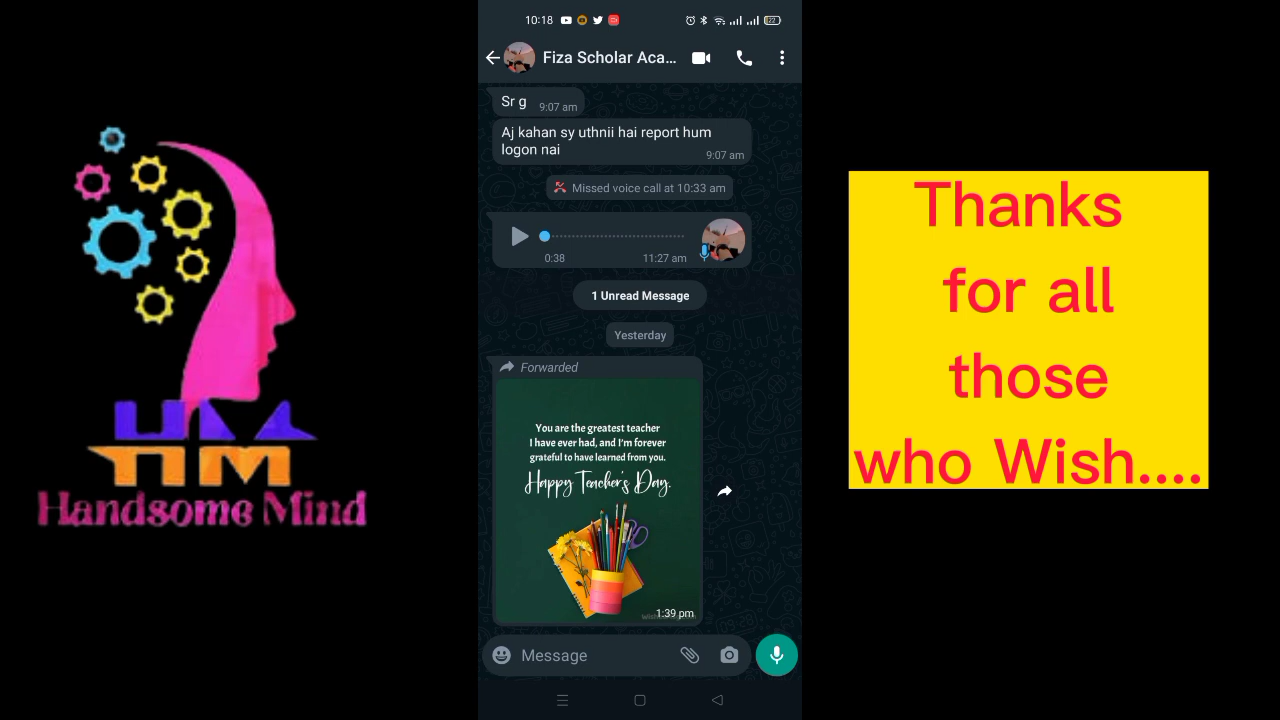 HM
Handsome Mind
10:18
22
Fiza Scholar Aca...
Sr g
9:07 am
Aj kahan sy uthnii hai report hum
logon nai
9:07 am
Missed voice call at 10:33 am
0:38
11:27 am
1 Unread Message
Yesterday
Forwarded
You are the greatest teacher
I have ever had, and I'm forever
grateful to have learned from you.
Happy Teacher's Day.
1:39 pm
Message
Thanks
for all
those
who Wish....